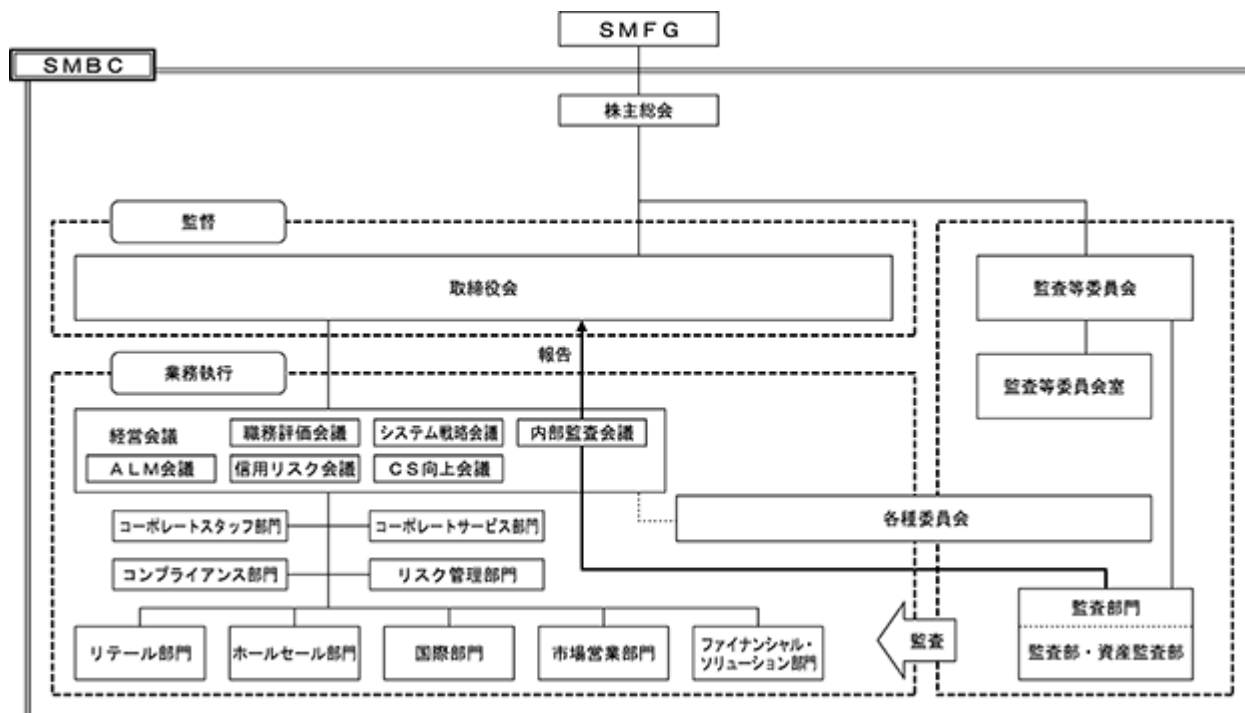 SMFG
SMBC
株主総会
監督
取締役会
監査等委員会
報告
業務執行
監査等委員会室
経営会議
職務評価会議
システム戦略会議
内部監査会議
ALM会議
信用リスク会議
CS向上会議
各種委員会
コーポレートスタッフ部門
コーポレートサービス部門
コンプライアンス部門
リスク管理部門
監査部門
監査部・資産監査部
監査
リテール部門
ホールセール部門
国際部門
市場営業部門
ファイナンシャル・
ソリューション部門